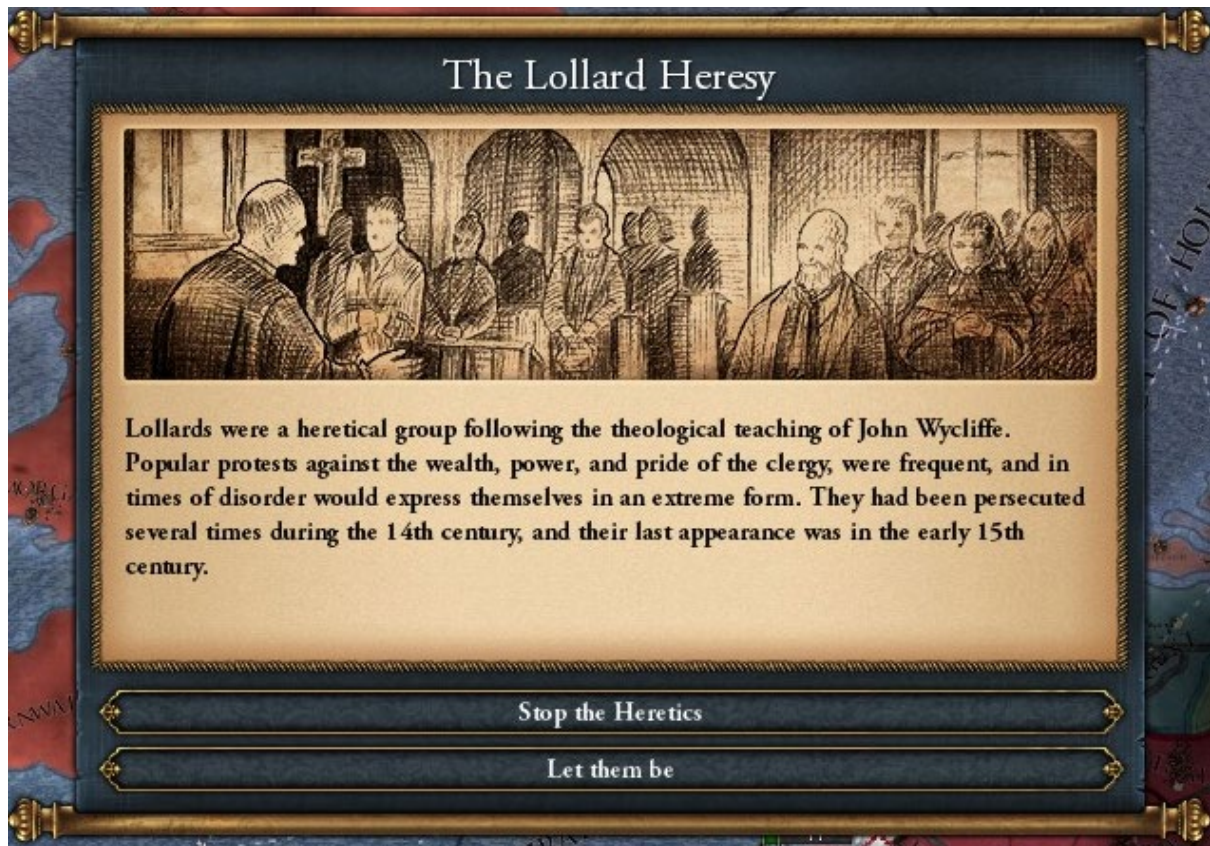 The Lollard Heresy
Lollards were a heretical group following the theological teaching of John Wycliffe.
Popular protests against the wealth, power, and pride of the clergy, were frequent, and in
times of disorder would express themselves in an extreme form. They had been persecuted
several times during the 14th century, and their last appearance was in the early 15th
century.
Stop the Heretics
Let them be